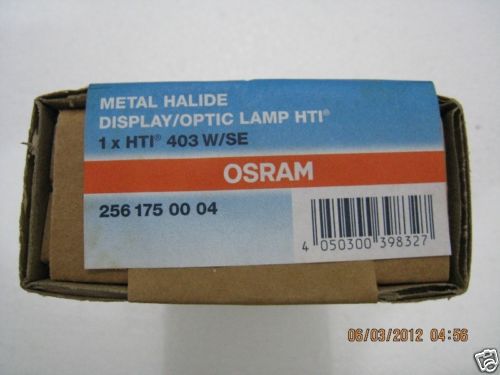 METAL HALIDE
DISPLAY/OPTIC LAMP HTI®
1 x HTI® 403 W/SE
OSRAM
256 175 00 04
4 050300 398327
06/03/2012 04:56